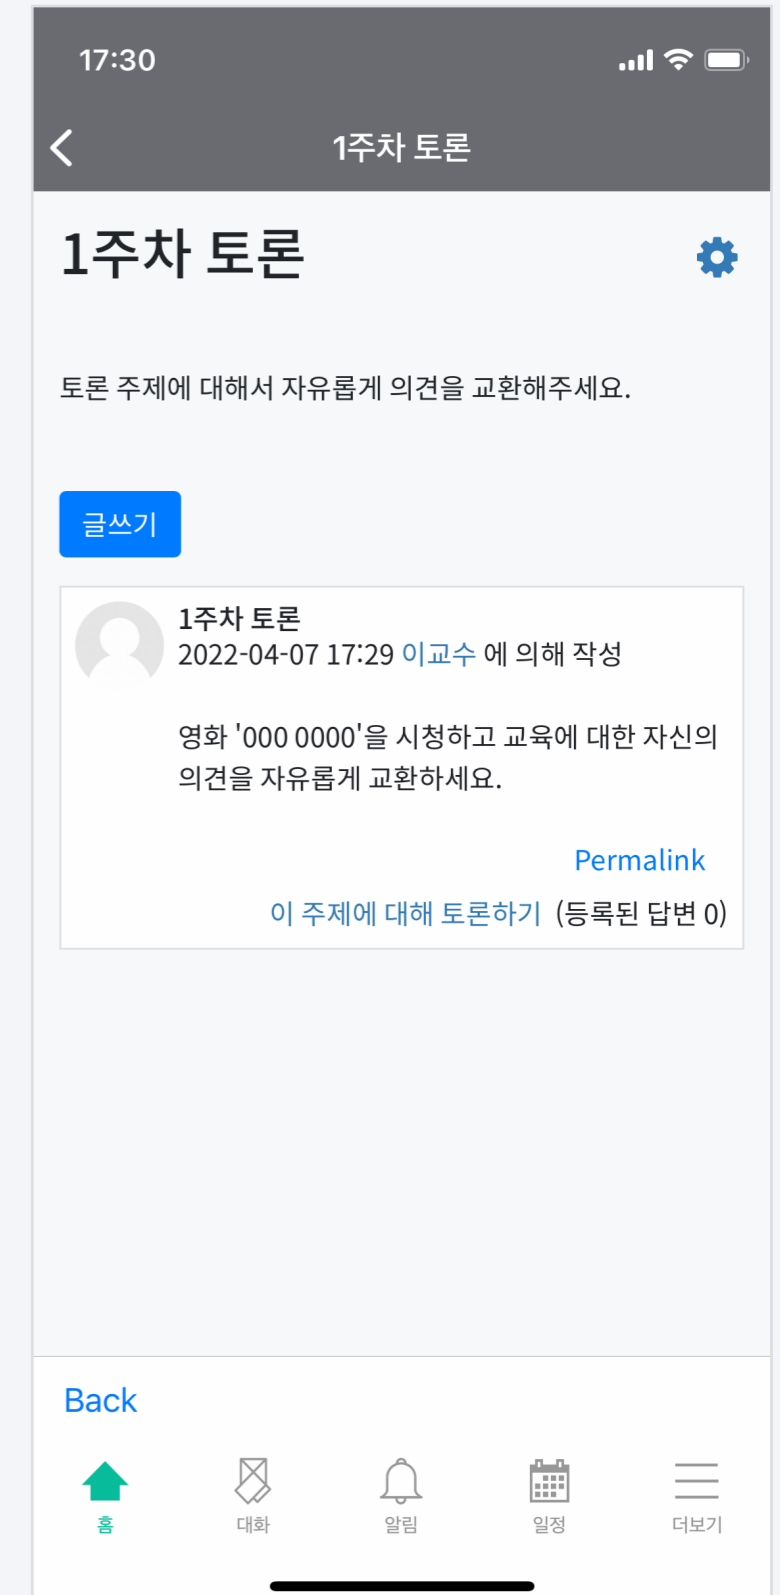 17:30
1주차 토론
1주차 토론
토론 주제에 대해서 자유롭게 의견을 교환해주세요.
글쓰기
1주차 토론
2022-04-07 17:29 이교수 에 의해 작성
영화 '000 0000'을 시청하고 교육에 대한 자신의
의견을 자유롭게 교환하세요.
Permalink
이 주제에 대해 토론하기 (등록된 답변 0)
Back
홈 대화 알림 일정 더보기